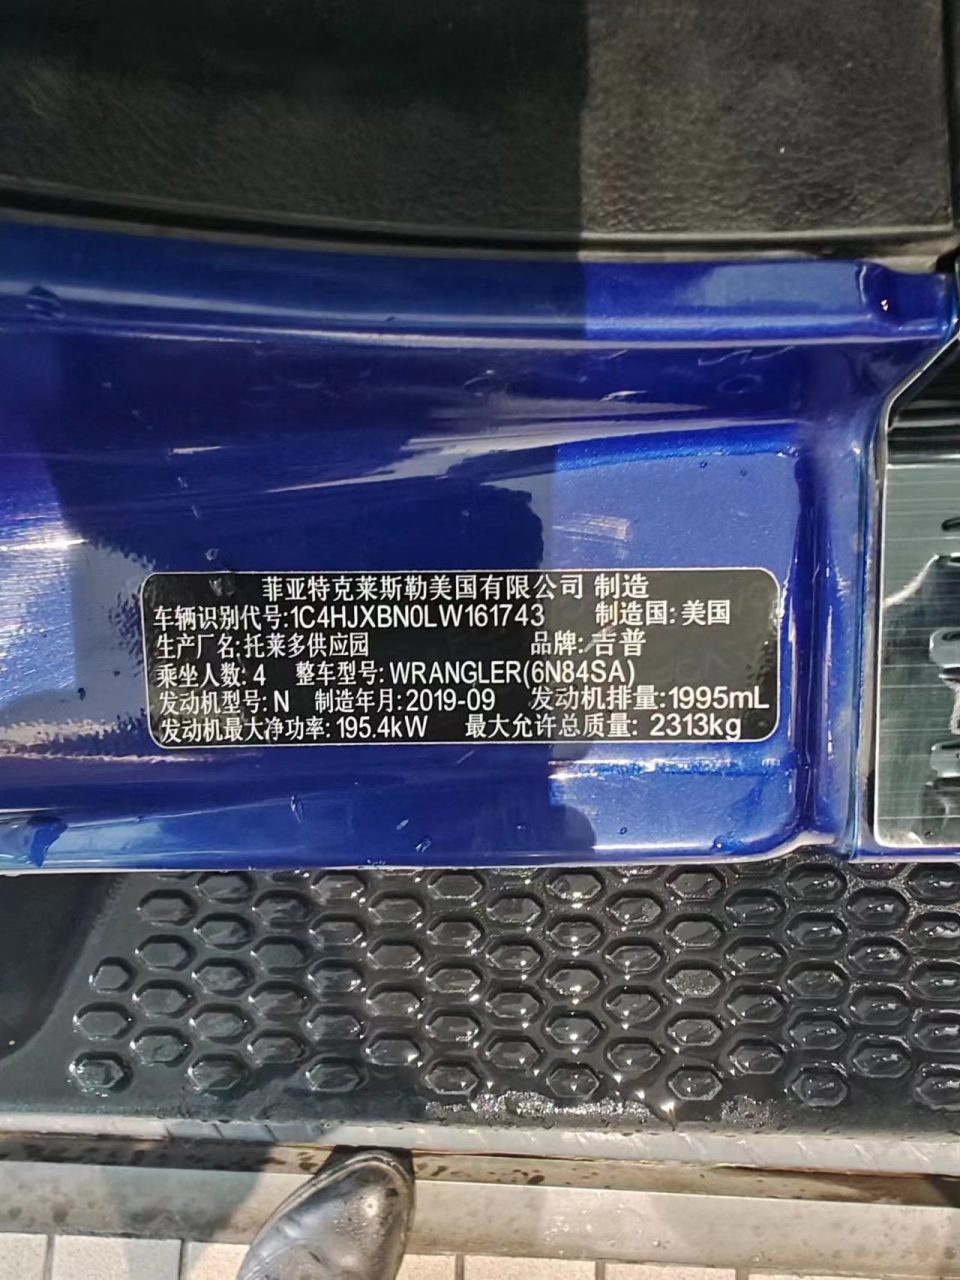 菲亚特克莱斯勒美国有限公司 制造
车辆识别代号:1C4HJXBN0LW161743 制造国:美国
生产厂名:托莱多供应园 品牌:吉普
乘坐人数: 4 整车型号:WRANGLER(6N84SA)
发动机型号: N 制造年月:2019-09 发动机排量:1995mL
发动机最大净功率: 195.4kW 最大允许总质量: 2313kg